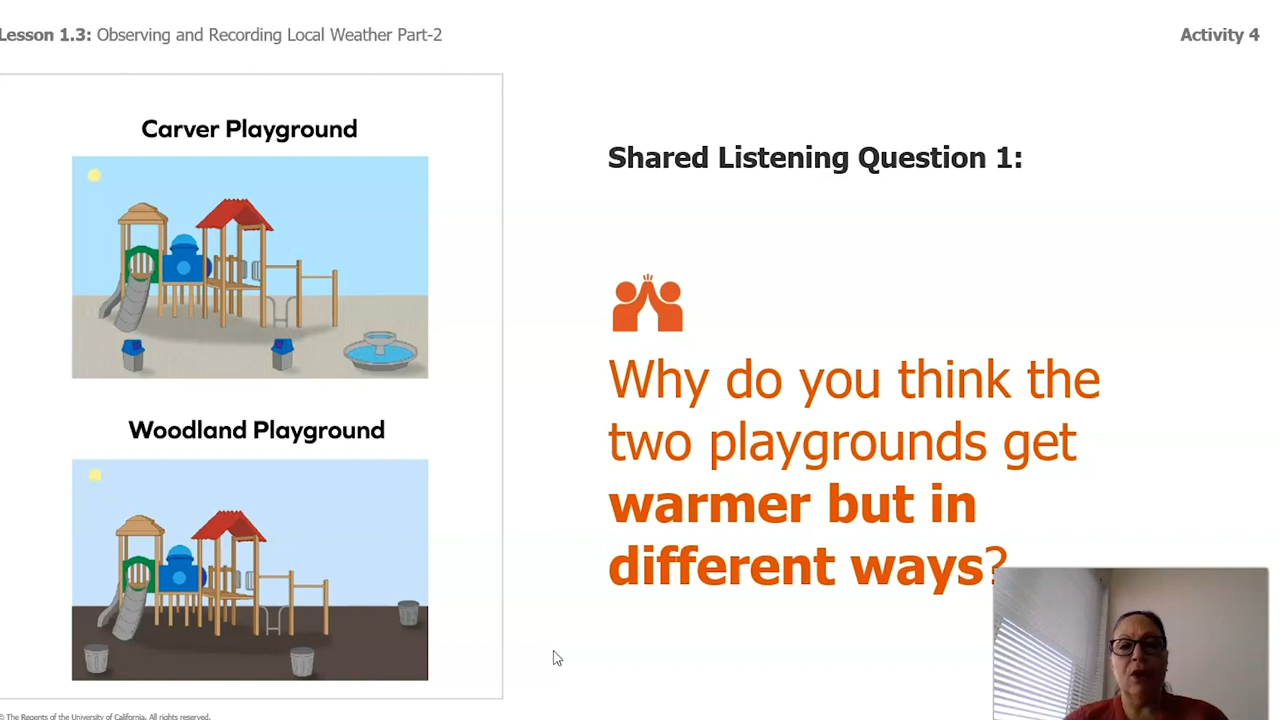 Lesson 1.3: Observing and Recording Local Weather Part-2
Activity 4
Carver Playground
Woodland Playground
Shared Listening Question 1:
Why do you think the
two playgrounds get
warmer but in
different ways?
© The Regents of the University of California. All rights reserved.